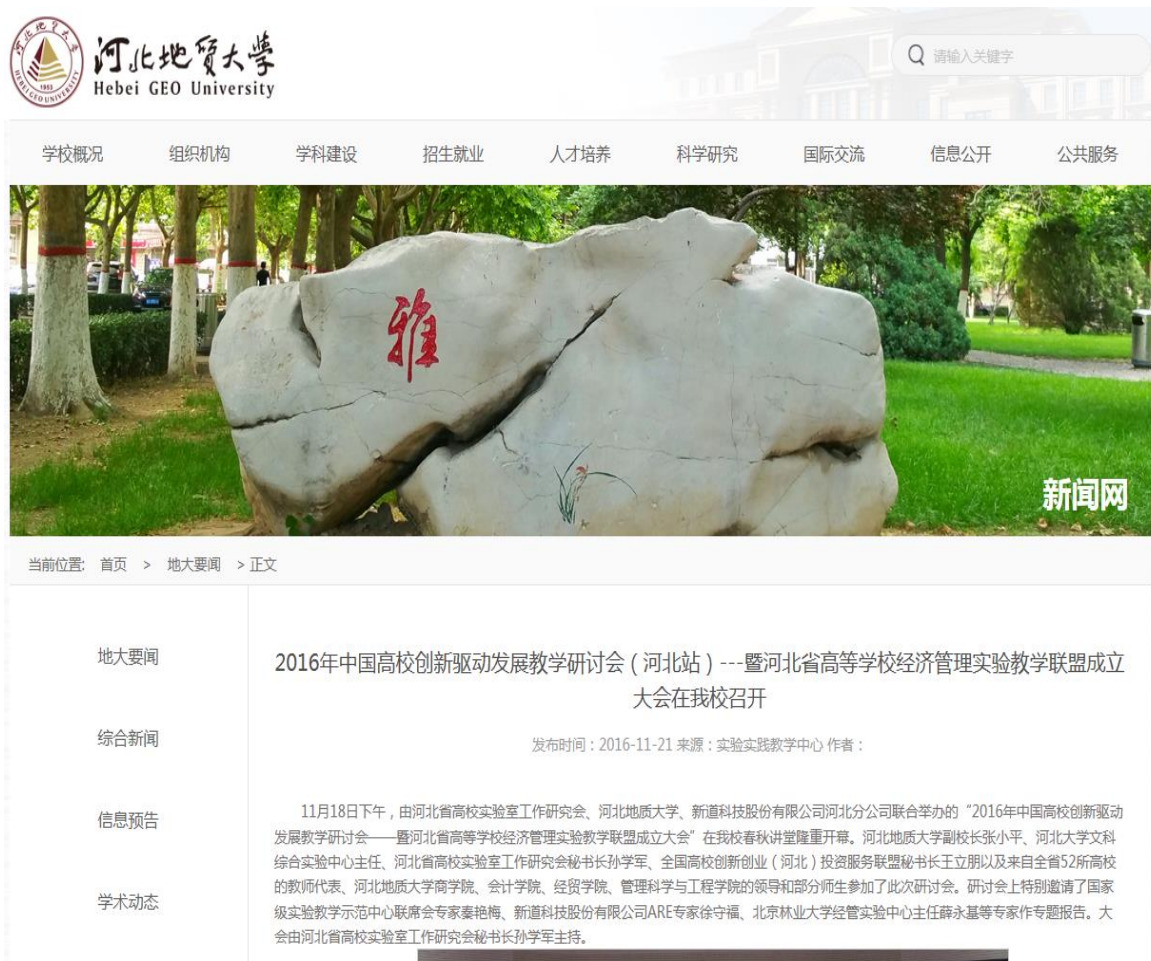 河北地质大学
Hebei GEO University
请输入关键字
学校概况 组织机构 学科建设 招生就业 人才培养 科学研究 国际交流 信息公开 公共服务
雅
新闻网
当前位置: 首页 > 地大要闻 > 正文
地大要闻
综合新闻
信息预告
学术动态
2016年中国高校创新驱动发展教学研讨会（河北站）---暨河北省高等学校经济管理实验教学联盟成立
大会在我校召开
发布时间：2016-11-21 来源：实验实践教学中心 作者：
11月18日下午，由河北省高校实验室工作研究会、河北地质大学、新道科技股份有限公司河北分公司联合举办的“2016年中国高校创新驱动
发展教学研讨会——暨河北省高等学校经济管理实验教学联盟成立大会”在我校春秋讲堂隆重开幕。河北地质大学副校长张小平、河北大学文科
综合实验中心主任、河北省高校实验室工作研究会秘书长孙学军、全国高校创新创业（河北）投资服务联盟秘书长王立朋以及来自全省52所高校
的教师代表、河北地质大学商学院、会计学院、经贸学院、管理科学与工程学院的领导和部分师生参加了此次研讨会。研讨会上特别邀请了国家
级实验教学示范中心联席会专家秦艳梅、新道科技股份有限公司ARE专家徐守福、北京林业大学经管实验中心主任薛永基等专家作专题报告。大
会由河北省高校实验室工作研究会秘书长孙学军主持。